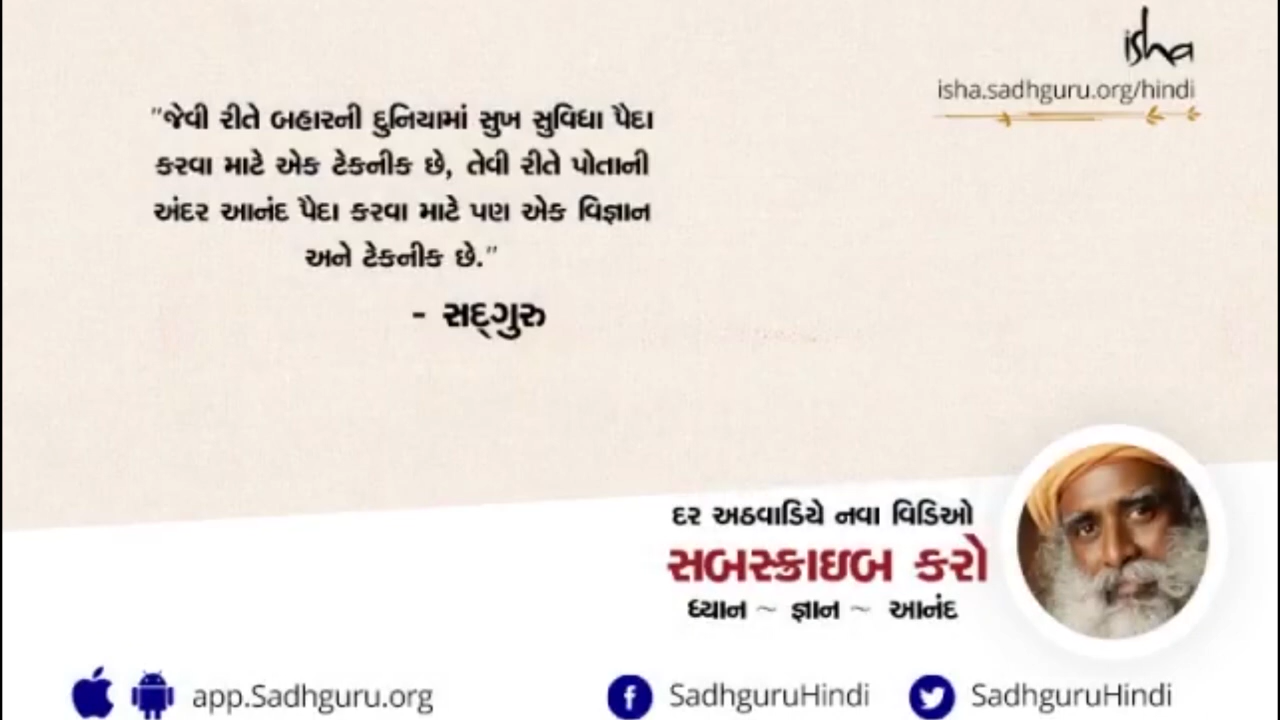 isha
isha.sadhguru.org/hindi
"જેવી રીતે બહારની દુનિયામાં સુખ સુવિધા પૈદા
કરવા માટે એક ટેકનીક છે, તેવી રીતે પોતાની
અંદર આનંદ પૈદા કરવા માટે પણ એક વિજ્ઞાન
અને ટેકનીક છે."
- સદ્‌ગુરુ
દર અઠવાડિયે નવા વિડિઓ
સબસ્ક્રાઇબ કરો
ધ્યાન ~ જ્ઞાન ~ આનંદ
app.Sadhguru.org
SadhguruHindi
SadhguruHindi